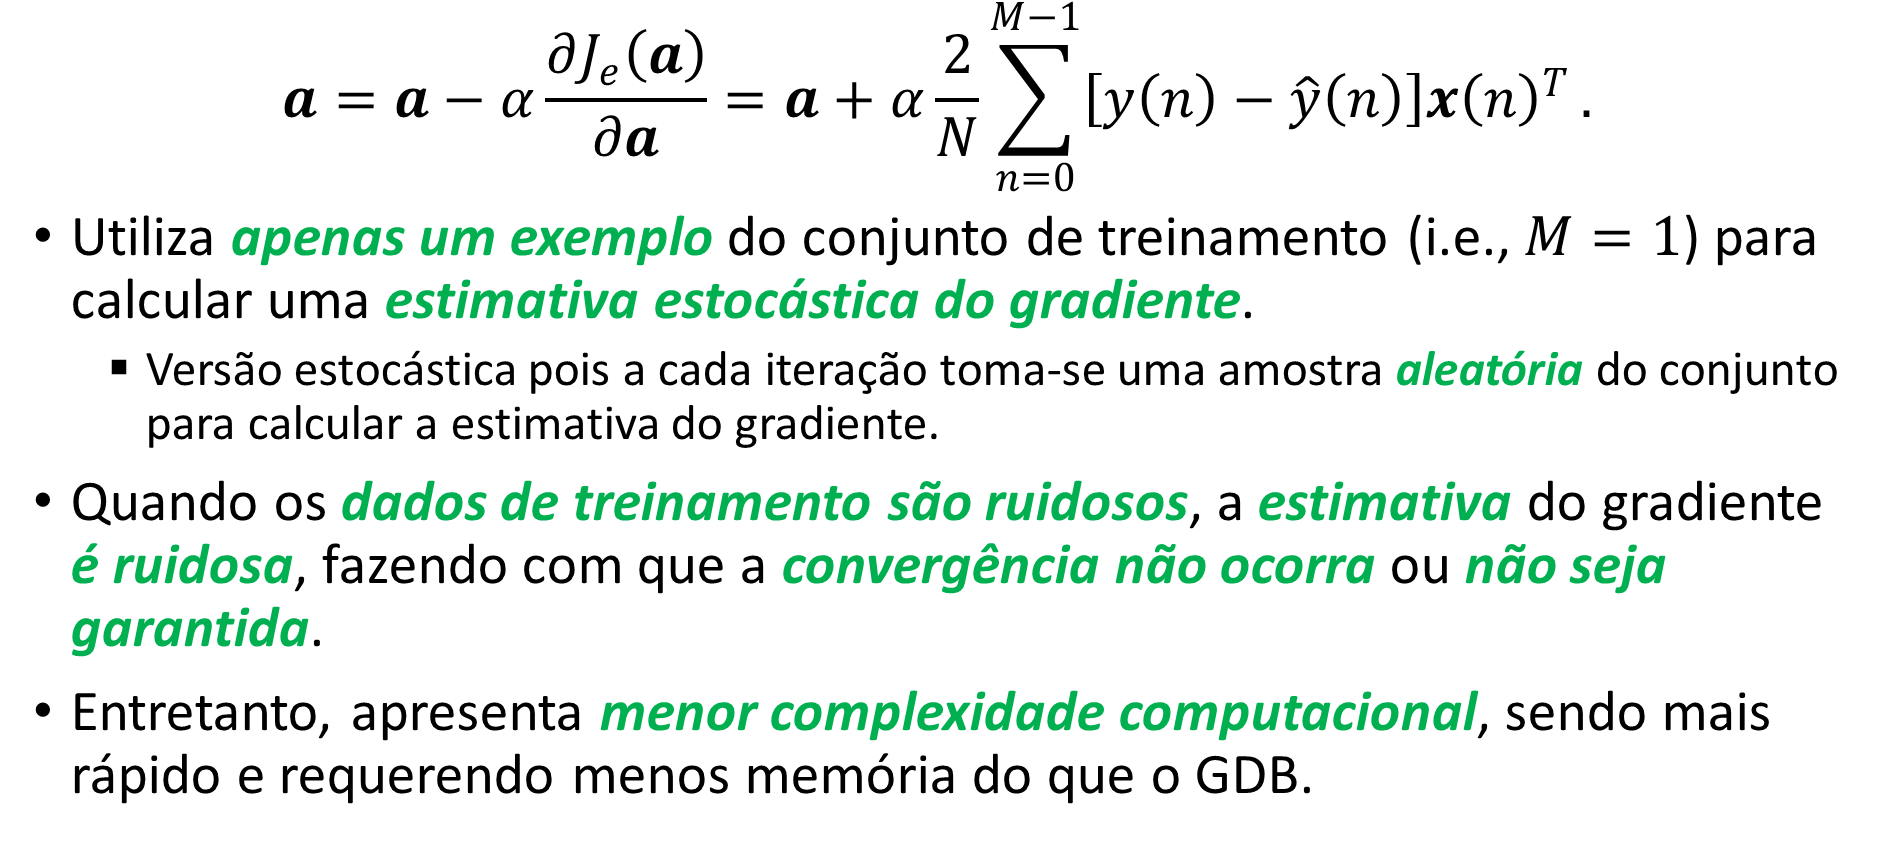 𝒂 = 𝒂 − α ∂Jₑ(𝒂)/∂𝒂 = 𝒂 + α 2/N ∑_{n=0}^{M−1} [y(n) − ŷ(n)]𝒙(n)ᵀ .
• Utiliza apenas um exemplo do conjunto de treinamento (i.e., M = 1) para
calcular uma estimativa estocástica do gradiente.
▪ Versão estocástica pois a cada iteração toma-se uma amostra aleatória do conjunto
para calcular a estimativa do gradiente.
• Quando os dados de treinamento são ruidosos, a estimativa do gradiente
é ruidosa, fazendo com que a convergência não ocorra ou não seja
garantida.
• Entretanto, apresenta menor complexidade computacional, sendo mais
rápido e requerendo menos memória do que o GDB.